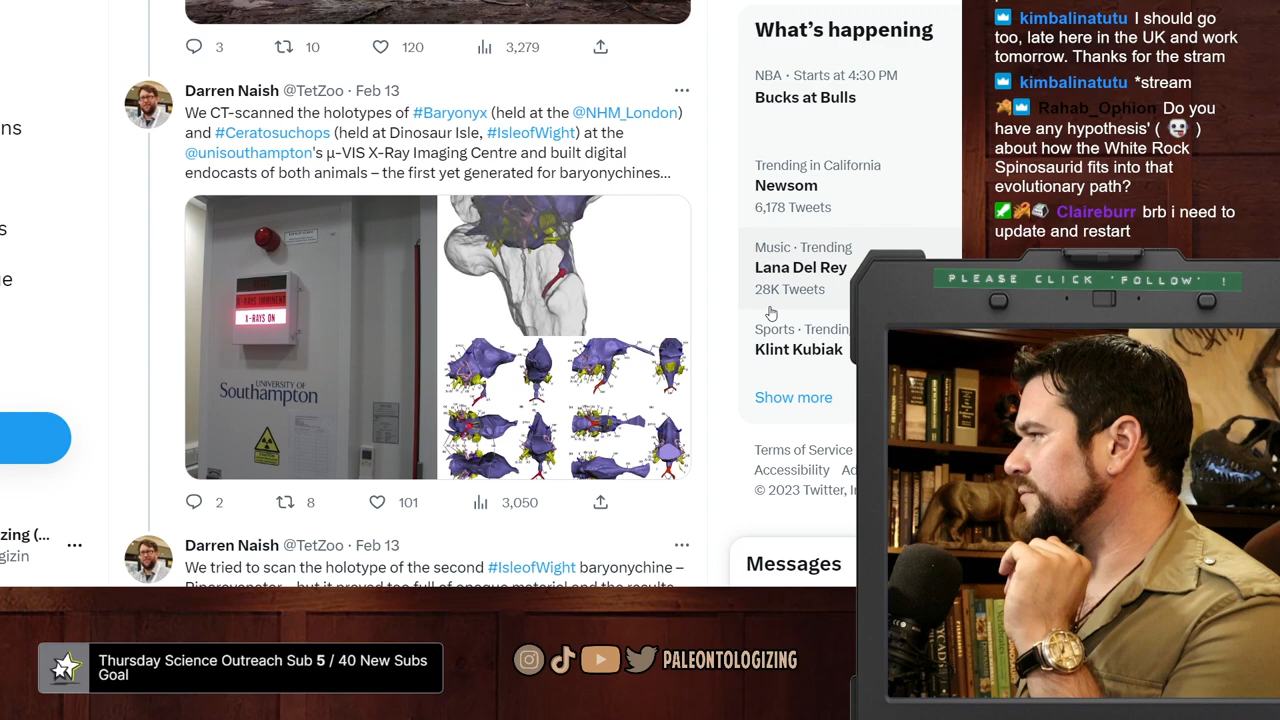 3
10
120
3,279
Darren Naish @TetZoo · Feb 13
We CT-scanned the holotypes of #Baryonyx (held at the @NHM_London)
and #Ceratosuchops (held at Dinosaur Isle, #IsleofWight) at the
@unisouthampton's µ-VIS X-Ray Imaging Centre and built digital
endocasts of both animals – the first yet generated for baryonychines...
X-RAYS IMMINENT
X-RAYS ON
UNIVERSITY OF
Southampton
2
8
101
3,050
Darren Naish @TetZoo · Feb 13
We tried to scan the holotype of the second #IsleofWight baryonychine –
ns
s
e
zing (...
gizin
What's happening
NBA · Starts at 4:30 PM
Bucks at Bulls
Trending in California
Newsom
6,178 Tweets
Music · Trending
Lana Del Rey
28K Tweets
Sports · Trendin
Klint Kubiak
Show more
Terms of Service
Accessibility Ad
© 2023 Twitter, In
Messages
kimbalinatutu I should go
too, late here in the UK and work
tomorrow. Thanks for the stram
kimbalinatutu *stream
Rahab_Ophion Do you
have any hypothesis' ( )
about how the White Rock
Spinosaurid fits into that
evolutionary path?
Claireburr brb i need to
update and restart
PLEASE CLICK 'FOLLOW' !
Thursday Science Outreach Sub 5 / 40 New Subs
Goal
PALEONTOLOGIZING